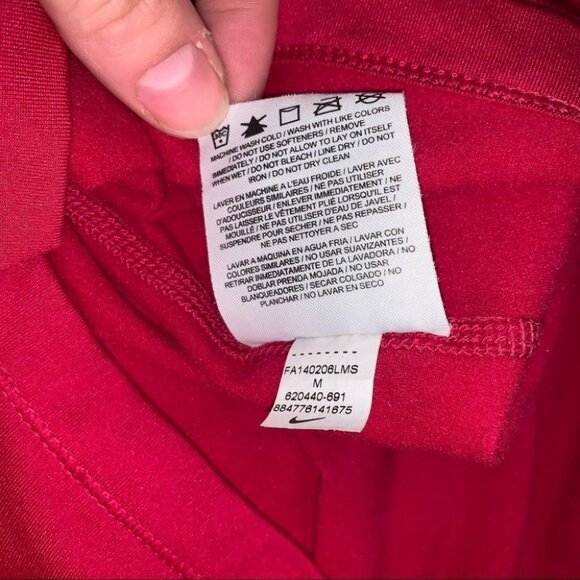 MACHINE WASH COLD / WASH WITH LIKE COLORS
/ DO NOT USE SOFTENERS / REMOVE
IMMEDIATELY / DO NOT ALLOW TO LAY ON ITSELF
WHEN WET / DO NOT BLEACH / LINE DRY / DO NOT
IRON / DO NOT DRY CLEAN
LAVER EN MACHINE A L'EAU FROIDE / LAVER AVEC
COULEURS SIMILAIRES / NE PAS UTILISER
D'ADOUCISSEUR / ENLEVER IMMÉDIATEMENT / NE
PAS LAISSER LE VÊTEMENT PLIÉ LORSQU'IL EST
MOUILLÉ / NE PAS UTILISER D'EAU DE JAVEL /
SUSPENDRE POUR SECHER / NE PAS REPASSER /
NE PAS NETTOYER A SEC
LAVAR A MAQUINA EN AGUA FRIA / LAVAR CON
COLORES SIMILARES / NO USAR SUAVIZANTES /
RETIRAR INMEDIATAMENTE DE LA LAVADORA / NO
DOBLAR PRENDA MOJADA / NO USAR
BLANQUEADORES / SECAR COLGADO / NO
PLANCHAR / NO LAVAR EN SECO
FA140206LMS
M
620440-691
884776141675